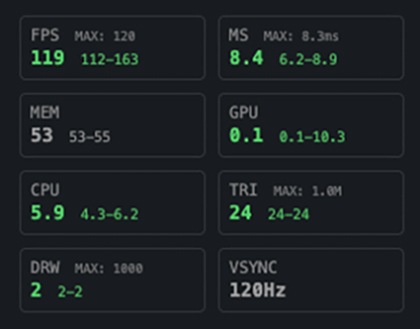 FPS MAX: 120
119 112–163
MS MAX: 8.3ms
8.4 6.2–8.9
MEM
53 53–55
GPU
0.1 0.1–10.3
CPU
5.9 4.3–6.2
TRI MAX: 1.0M
24 24–24
DRW MAX: 1000
2 2–2
VSYNC
120Hz